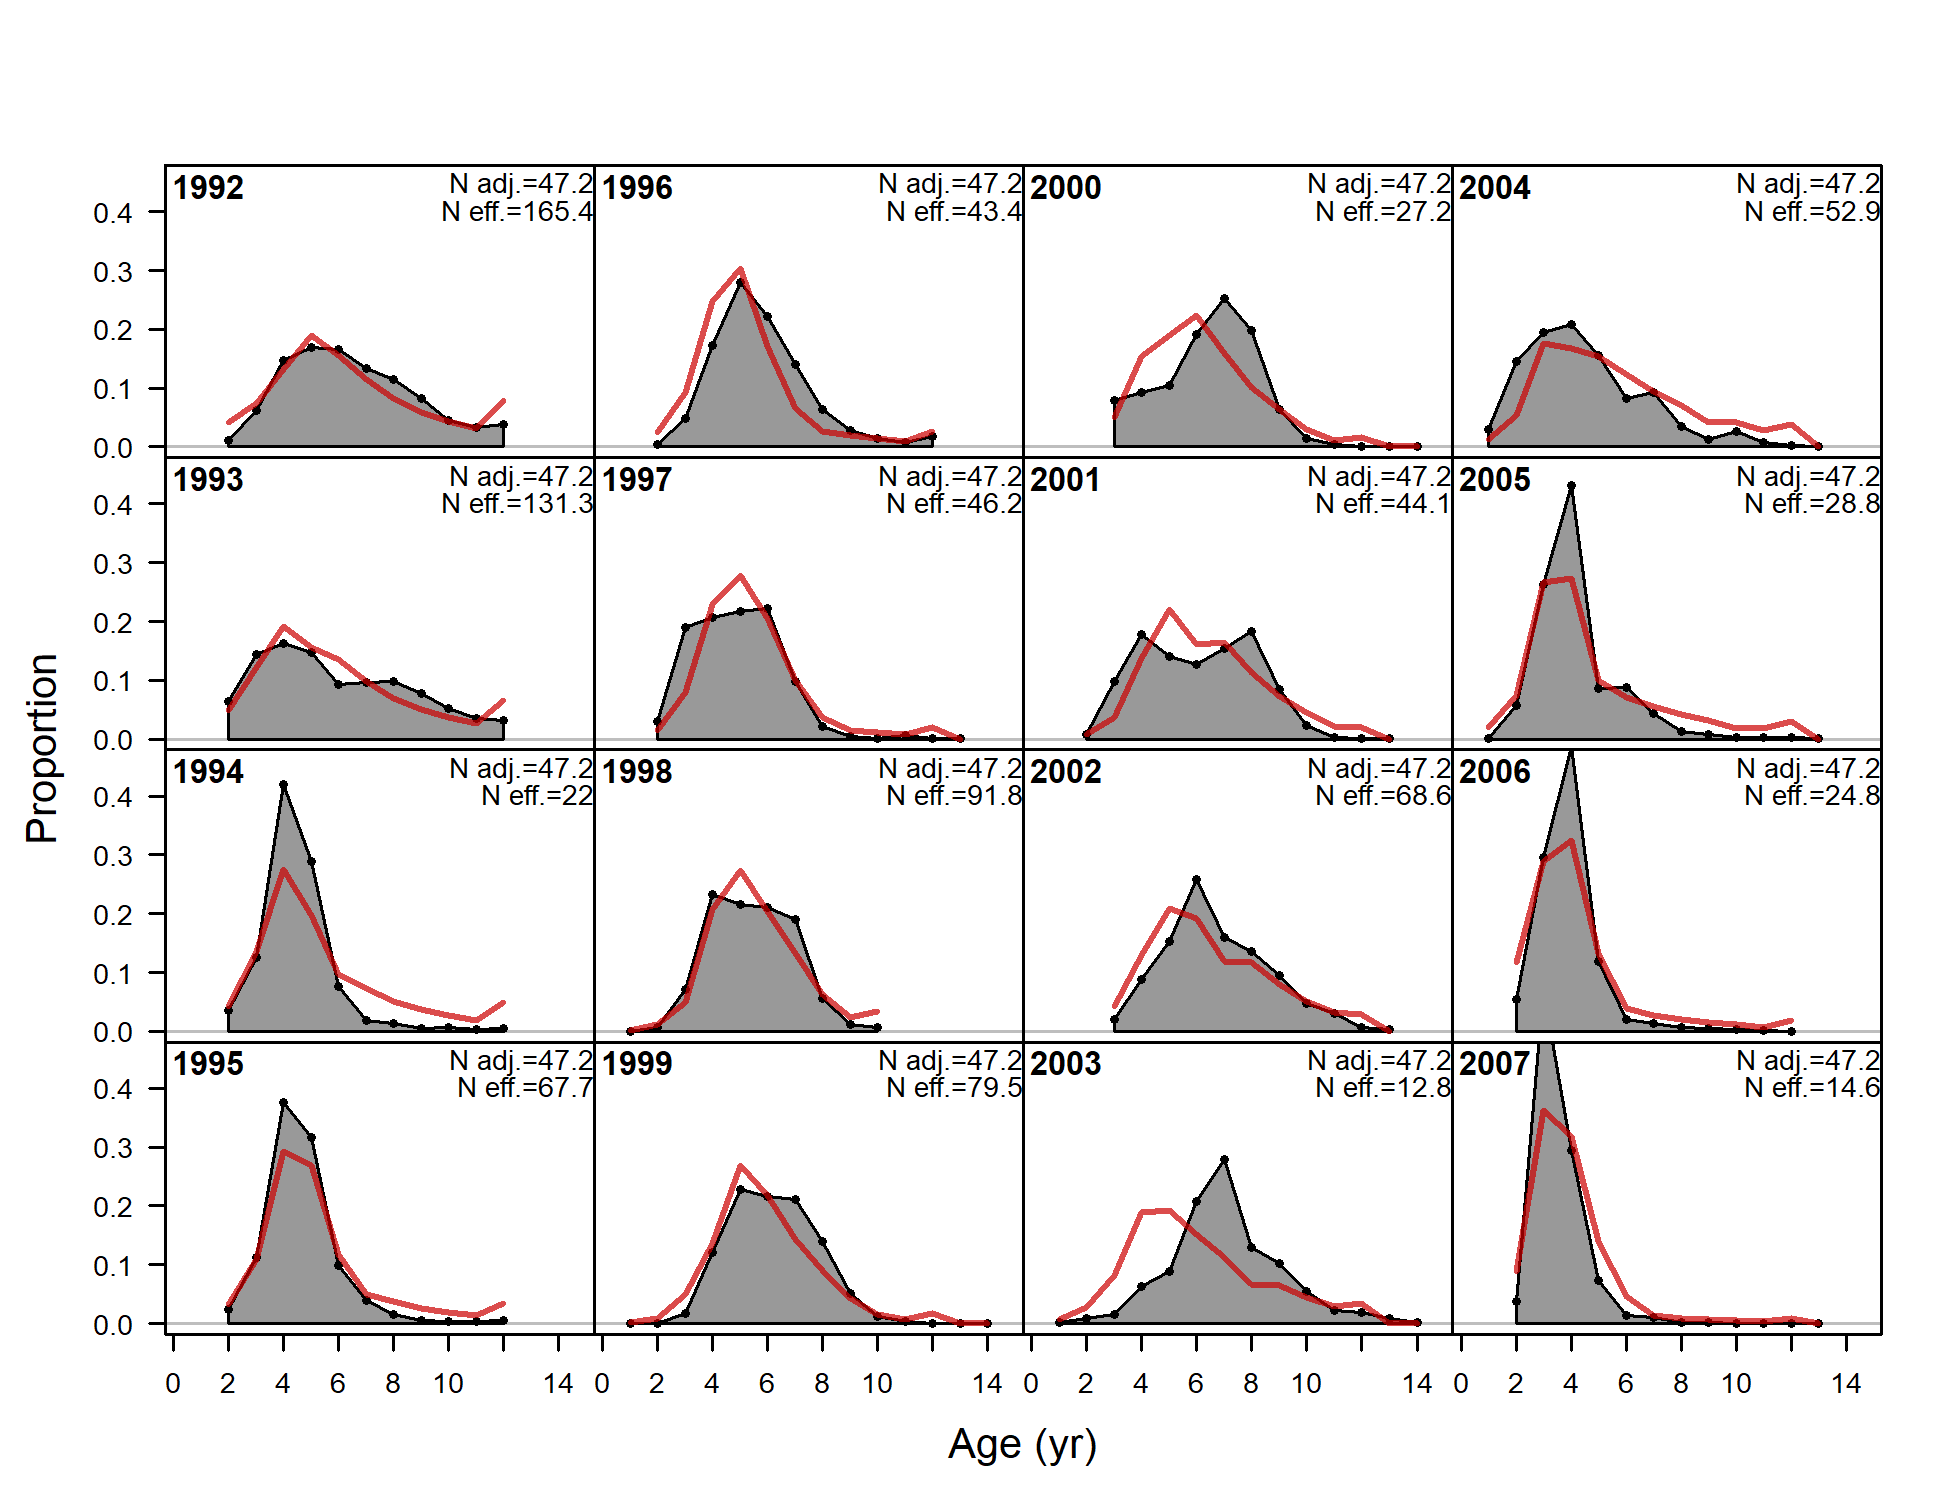 1992 N adj.=47.2
N eff.=165.4
1996 N adj.=47.2
N eff.=43.4
2000 N adj.=47.2
N eff.=27.2
2004 N adj.=47.2
N eff.=52.9
0.4
0.3
0.2
0.1
0.0
1993 N adj.=47.2
N eff.=131.3
1997 N adj.=47.2
N eff.=46.2
2001 N adj.=47.2
N eff.=44.1
2005 N adj.=47.2
N eff.=28.8
0.4
0.3
0.2
0.1
0.0
1994 N adj.=47.2
N eff.=22
1998 N adj.=47.2
N eff.=91.8
2002 N adj.=47.2
N eff.=68.6
2006 N adj.=47.2
N eff.=24.8
0.4
0.3
0.2
0.1
0.0
1995 N adj.=47.2
N eff.=67.7
1999 N adj.=47.2
N eff.=79.5
2003 N adj.=47.2
N eff.=12.8
2007 N adj.=47.2
N eff.=14.6
0.4
0.3
0.2
0.1
0.0
0 2 4 6 8 10 14 0 2 4 6 8 10 14 0 2 4 6 8 10 14 0 2 4 6 8 10 14
Proportion
Age (yr)